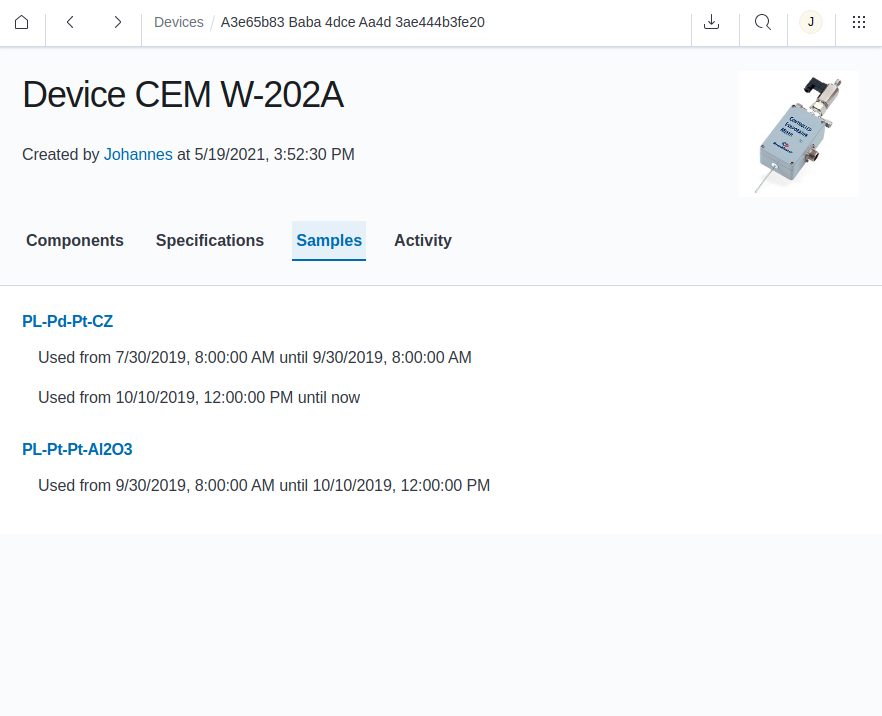 Devices / A3e65b83 Baba 4dce Aa4d 3ae444b3fe20
J
Device CEM W-202A
Created by Johannes at 5/19/2021, 3:52:30 PM
CONTROLLED
EVAPORATOR
MIXER
Components
Specifications
Samples
Activity
PL-Pd-Pt-CZ
Used from 7/30/2019, 8:00:00 AM until 9/30/2019, 8:00:00 AM
Used from 10/10/2019, 12:00:00 PM until now
PL-Pt-Pt-Al2O3
Used from 9/30/2019, 8:00:00 AM until 10/10/2019, 12:00:00 PM